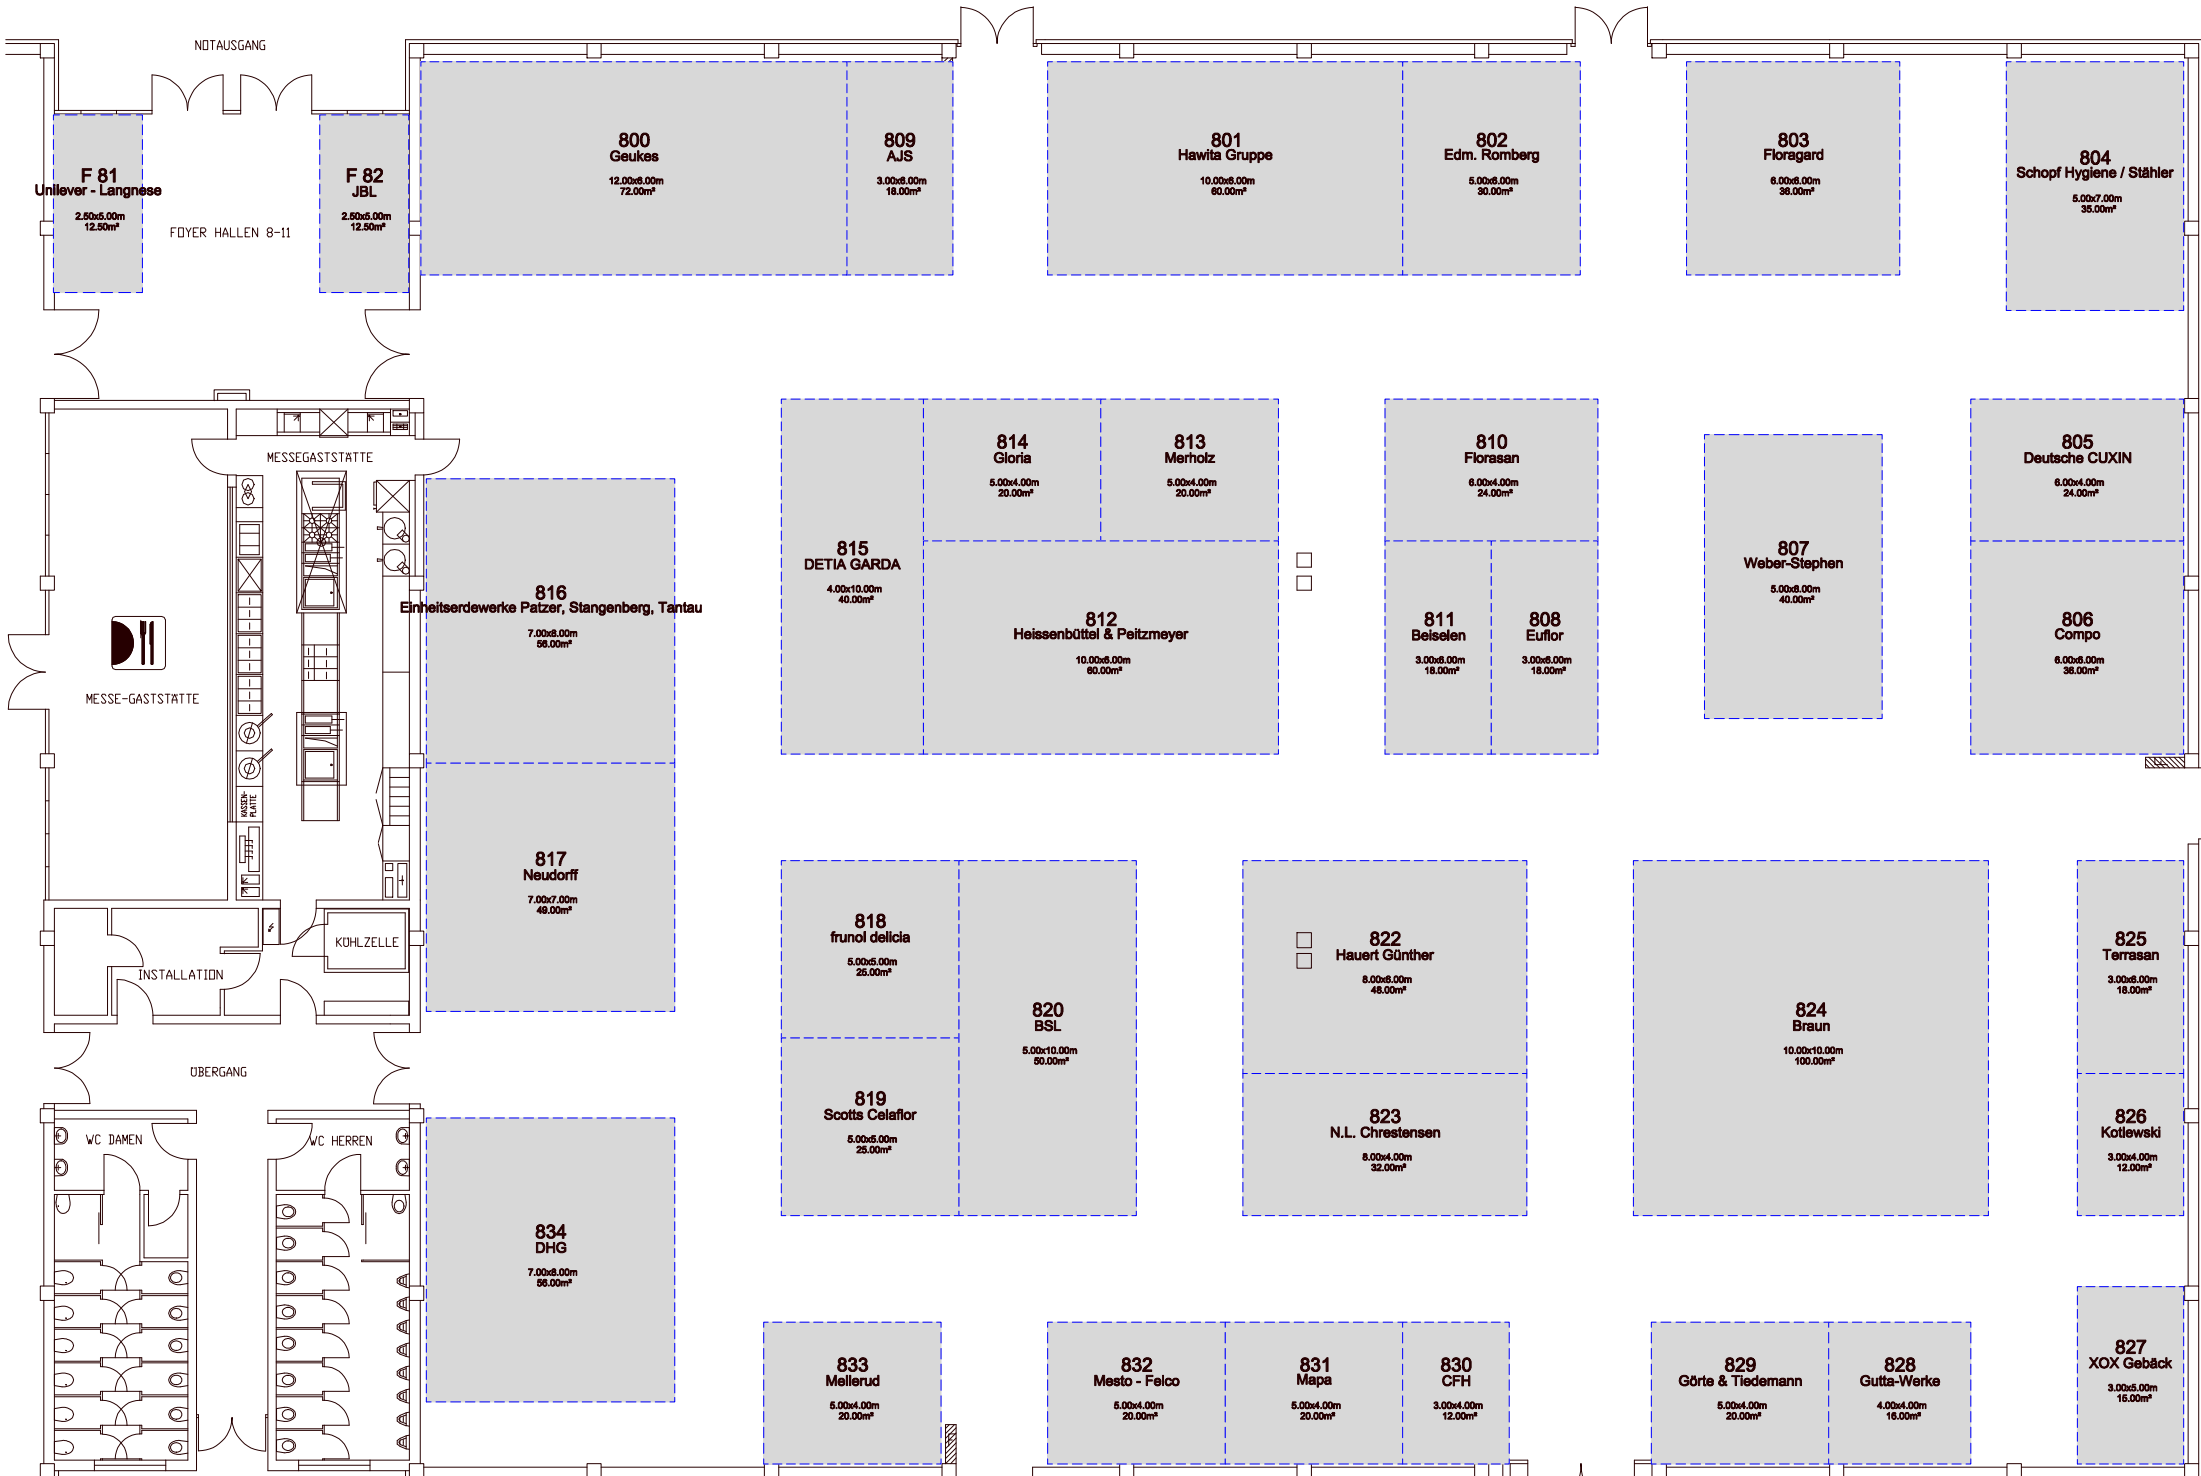 NOTAUSGANG
F 81
Unilever - Langnese
2.50x5.00m
12.50m²
F 82
JBL
2.50x5.00m
12.50m²
FOYER HALLEN 8-11
800
Geukes
12.00x6.00m
72.00m²
809
AJS
3.00x6.00m
18.00m²
801
Hawita Gruppe
10.00x6.00m
60.00m²
802
Edm. Romberg
5.00x6.00m
30.00m²
803
Floragard
6.00x6.00m
36.00m²
804
Schopf Hygiene / Stähler
5.00x7.00m
35.00m²
MESSEGASTSTÄTTE
MESSE-GASTSTÄTTE
KASSEN-
PLATTE
KÜHLZELLE
INSTALLATION
ÜBERGANG
WC DAMEN
WC HERREN
816
Einheitserdewerke Patzer, Stangenberg, Tantau
7.00x8.00m
56.00m²
817
Neudorff
7.00x7.00m
49.00m²
834
DHG
7.00x8.00m
56.00m²
815
DETIA GARDA
4.00x10.00m
40.00m²
814
Gloria
5.00x4.00m
20.00m²
813
Merholz
5.00x4.00m
20.00m²
812
Heissenbüttel & Peitzmeyer
10.00x6.00m
60.00m²
810
Florasan
6.00x4.00m
24.00m²
811
Beiselen
3.00x6.00m
18.00m²
808
Euflor
3.00x6.00m
18.00m²
807
Weber-Stephen
5.00x8.00m
40.00m²
805
Deutsche CUXIN
6.00x4.00m
24.00m²
806
Compo
6.00x6.00m
36.00m²
818
frunol delicia
5.00x5.00m
25.00m²
819
Scotts Celaflor
5.00x5.00m
25.00m²
820
BSL
5.00x10.00m
50.00m²
822
Hauert Günther
8.00x6.00m
48.00m²
823
N.L. Chrestensen
8.00x4.00m
32.00m²
824
Braun
10.00x10.00m
100.00m²
825
Terrasan
3.00x6.00m
18.00m²
826
Kotlewski
3.00x4.00m
12.00m²
833
Mellerud
5.00x4.00m
20.00m²
832
Mesto - Felco
5.00x4.00m
20.00m²
831
Mapa
5.00x4.00m
20.00m²
830
CFH
3.00x4.00m
12.00m²
829
Görte & Tiedemann
5.00x4.00m
20.00m²
828
Gutta-Werke
4.00x4.00m
16.00m²
827
XOX Gebäck
3.00x5.00m
15.00m²